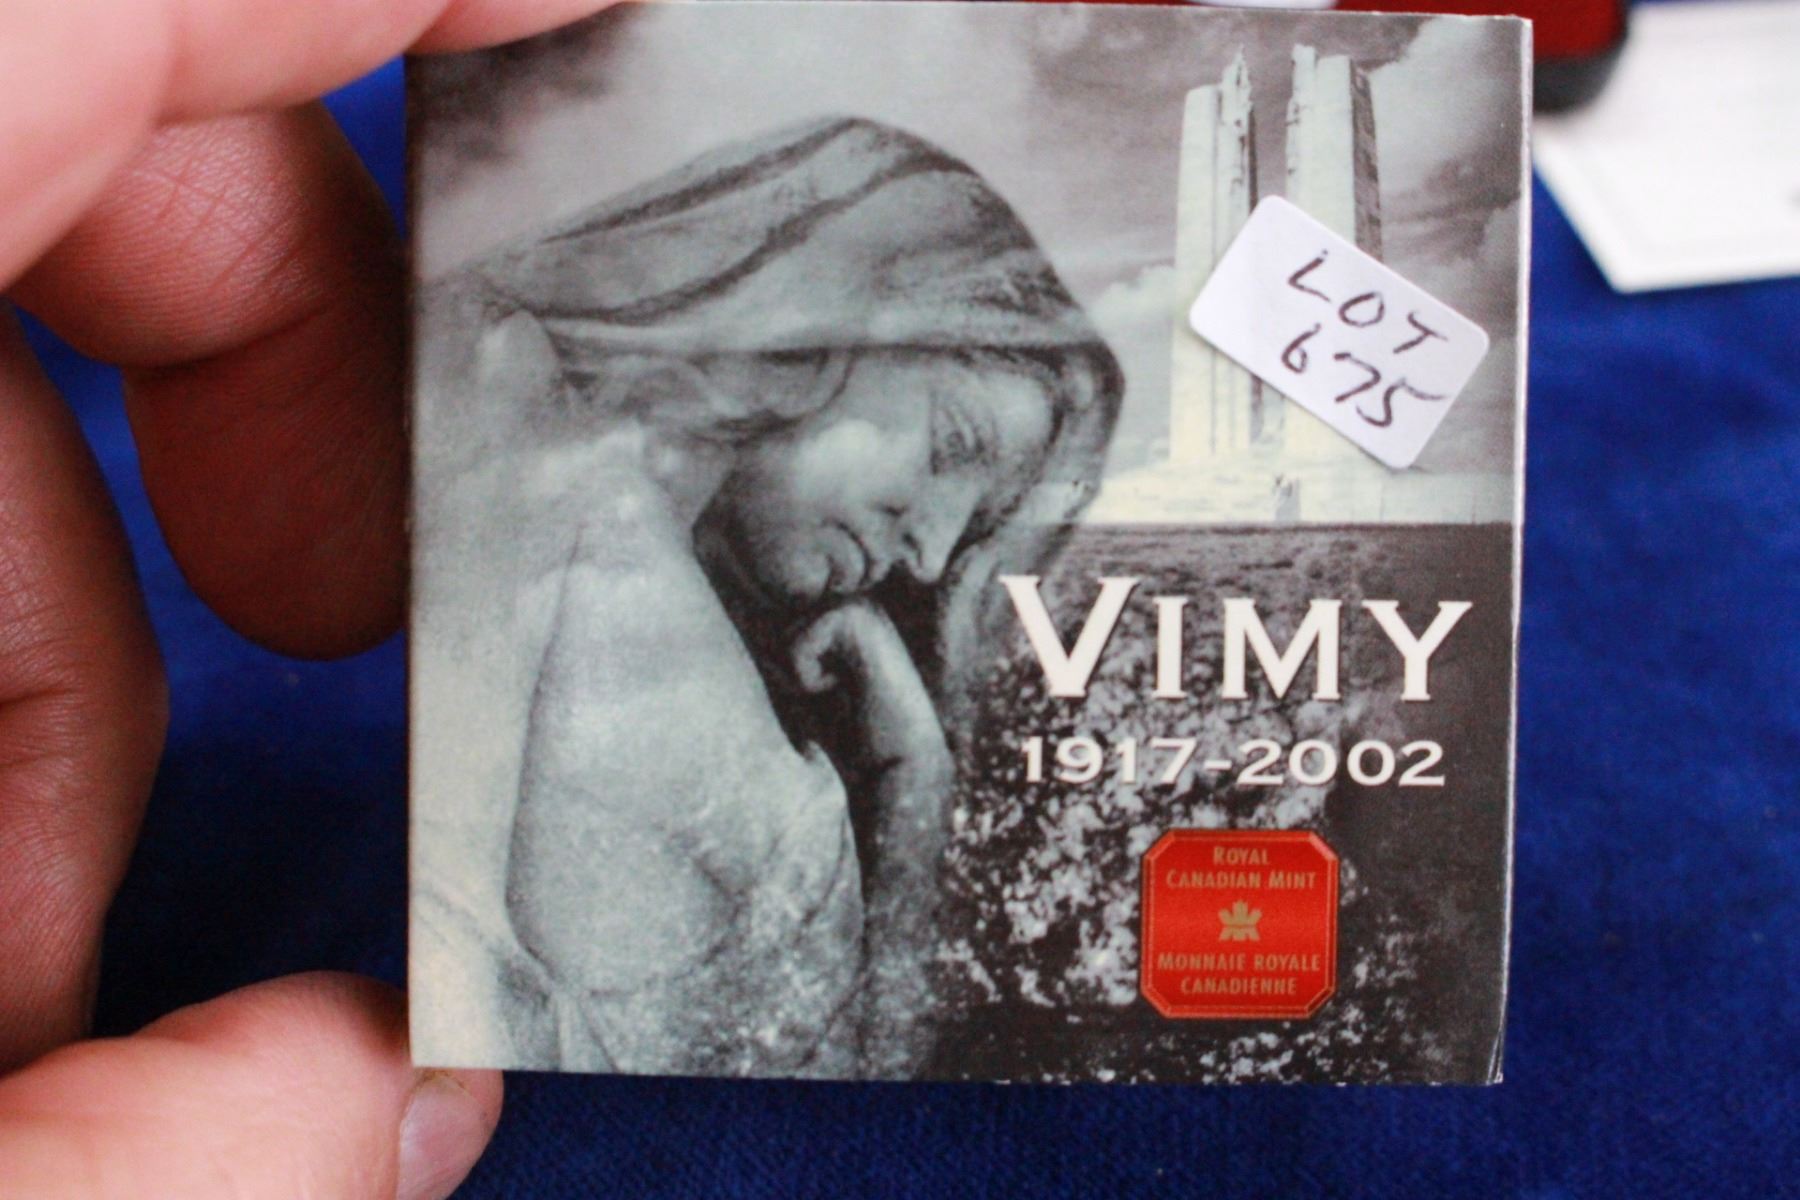 LOT
675
VIMY
1917-2002
ROYAL
CANADIAN MINT
MONNAIE ROYALE
CANADIENNE